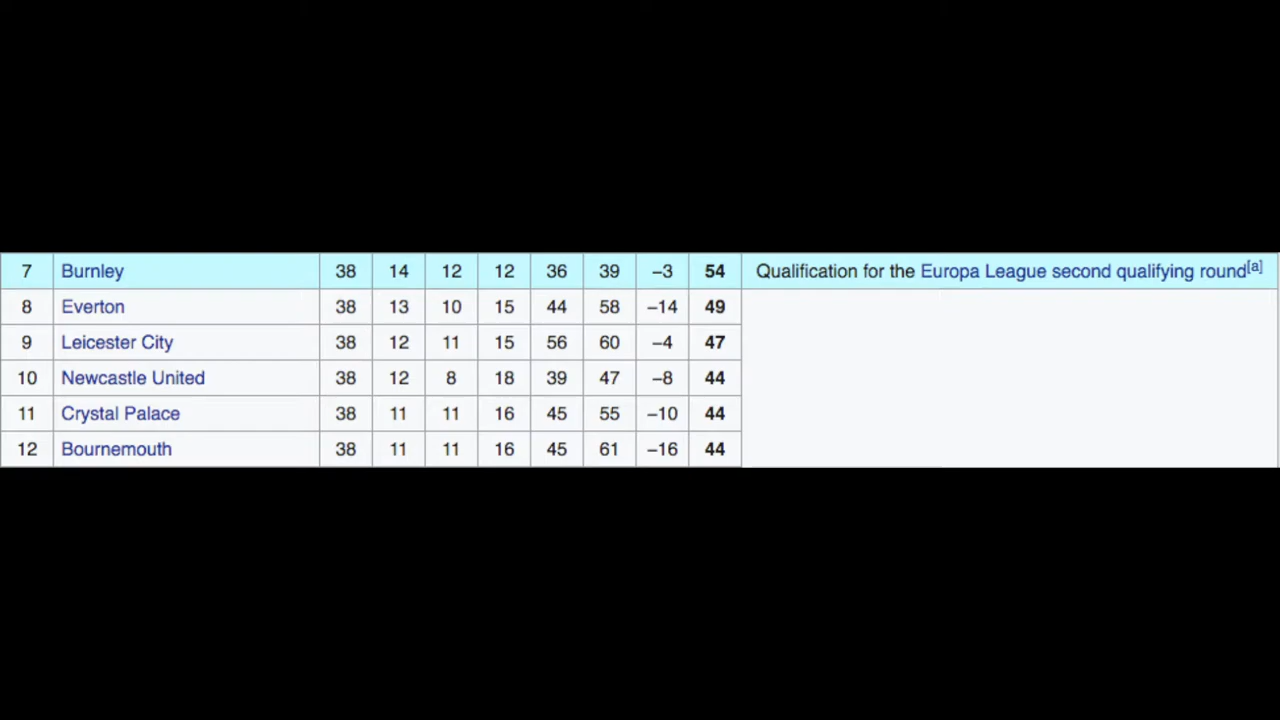 7 Burnley 38 14 12 12 36 39 −3 54 Qualification for the Europa League second qualifying round[a]
8 Everton 38 13 10 15 44 58 −14 49
9 Leicester City 38 12 11 15 56 60 −4 47
10 Newcastle United 38 12 8 18 39 47 −8 44
11 Crystal Palace 38 11 11 16 45 55 −10 44
12 Bournemouth 38 11 11 16 45 61 −16 44